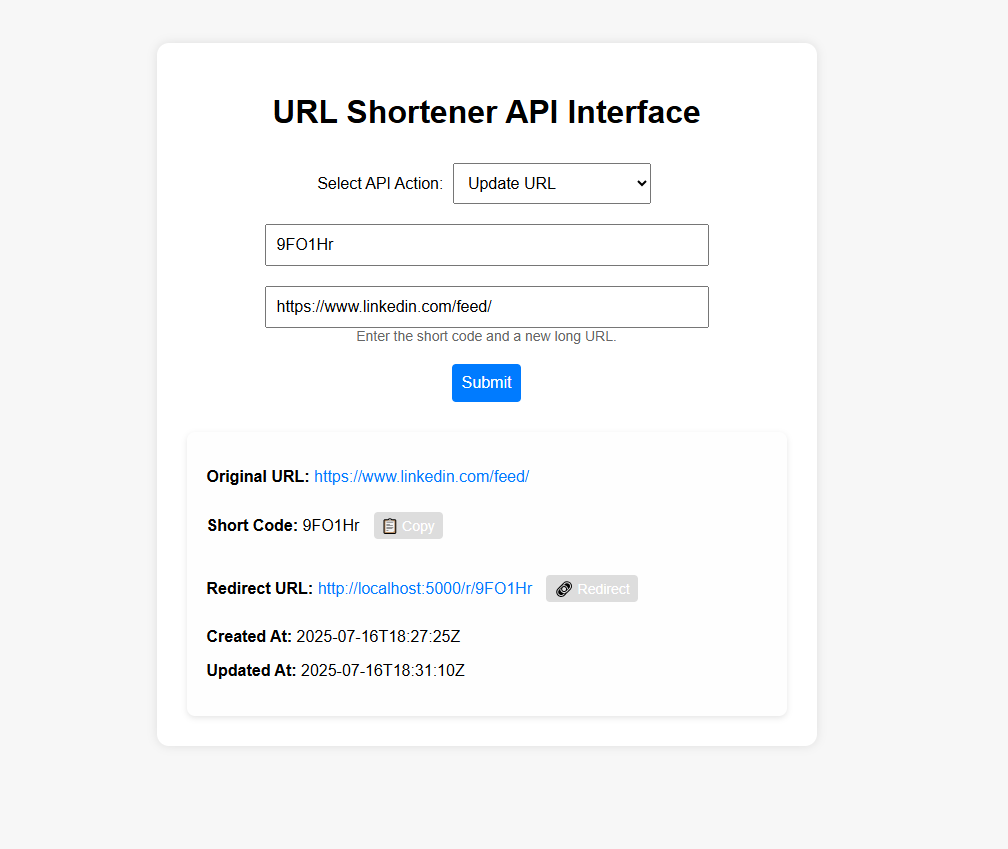 URL Shortener API Interface
Select API Action: Update URL
9FO1Hr
https://www.linkedin.com/feed/
Enter the short code and a new long URL.
Submit
Original URL: https://www.linkedin.com/feed/
Short Code: 9FO1Hr Copy
Redirect URL: http://localhost:5000/r/9FO1Hr Redirect
Created At: 2025-07-16T18:27:25Z
Updated At: 2025-07-16T18:31:10Z